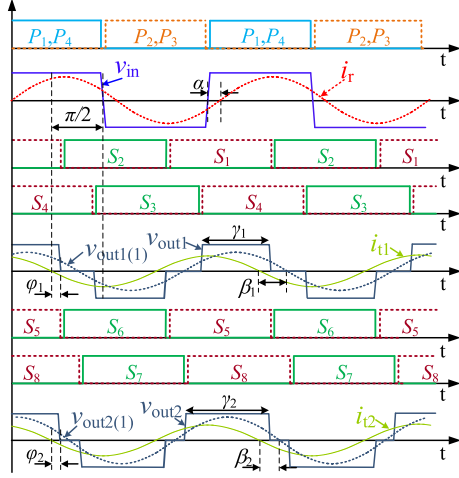 P1,P4 P2,P3 P1,P4 P2,P3
t
vin α ir
t
π/2
S2 S1 S2 S1
t
S4 S3 S4 S3
t
vout1(1) vout1 γ1 it1
t
φ1 β1
S5 S6 S5 S6 S5
t
S8 S7 S8 S7 S8
t
vout2(1) vout2 γ2 it2
t
φ2 β2